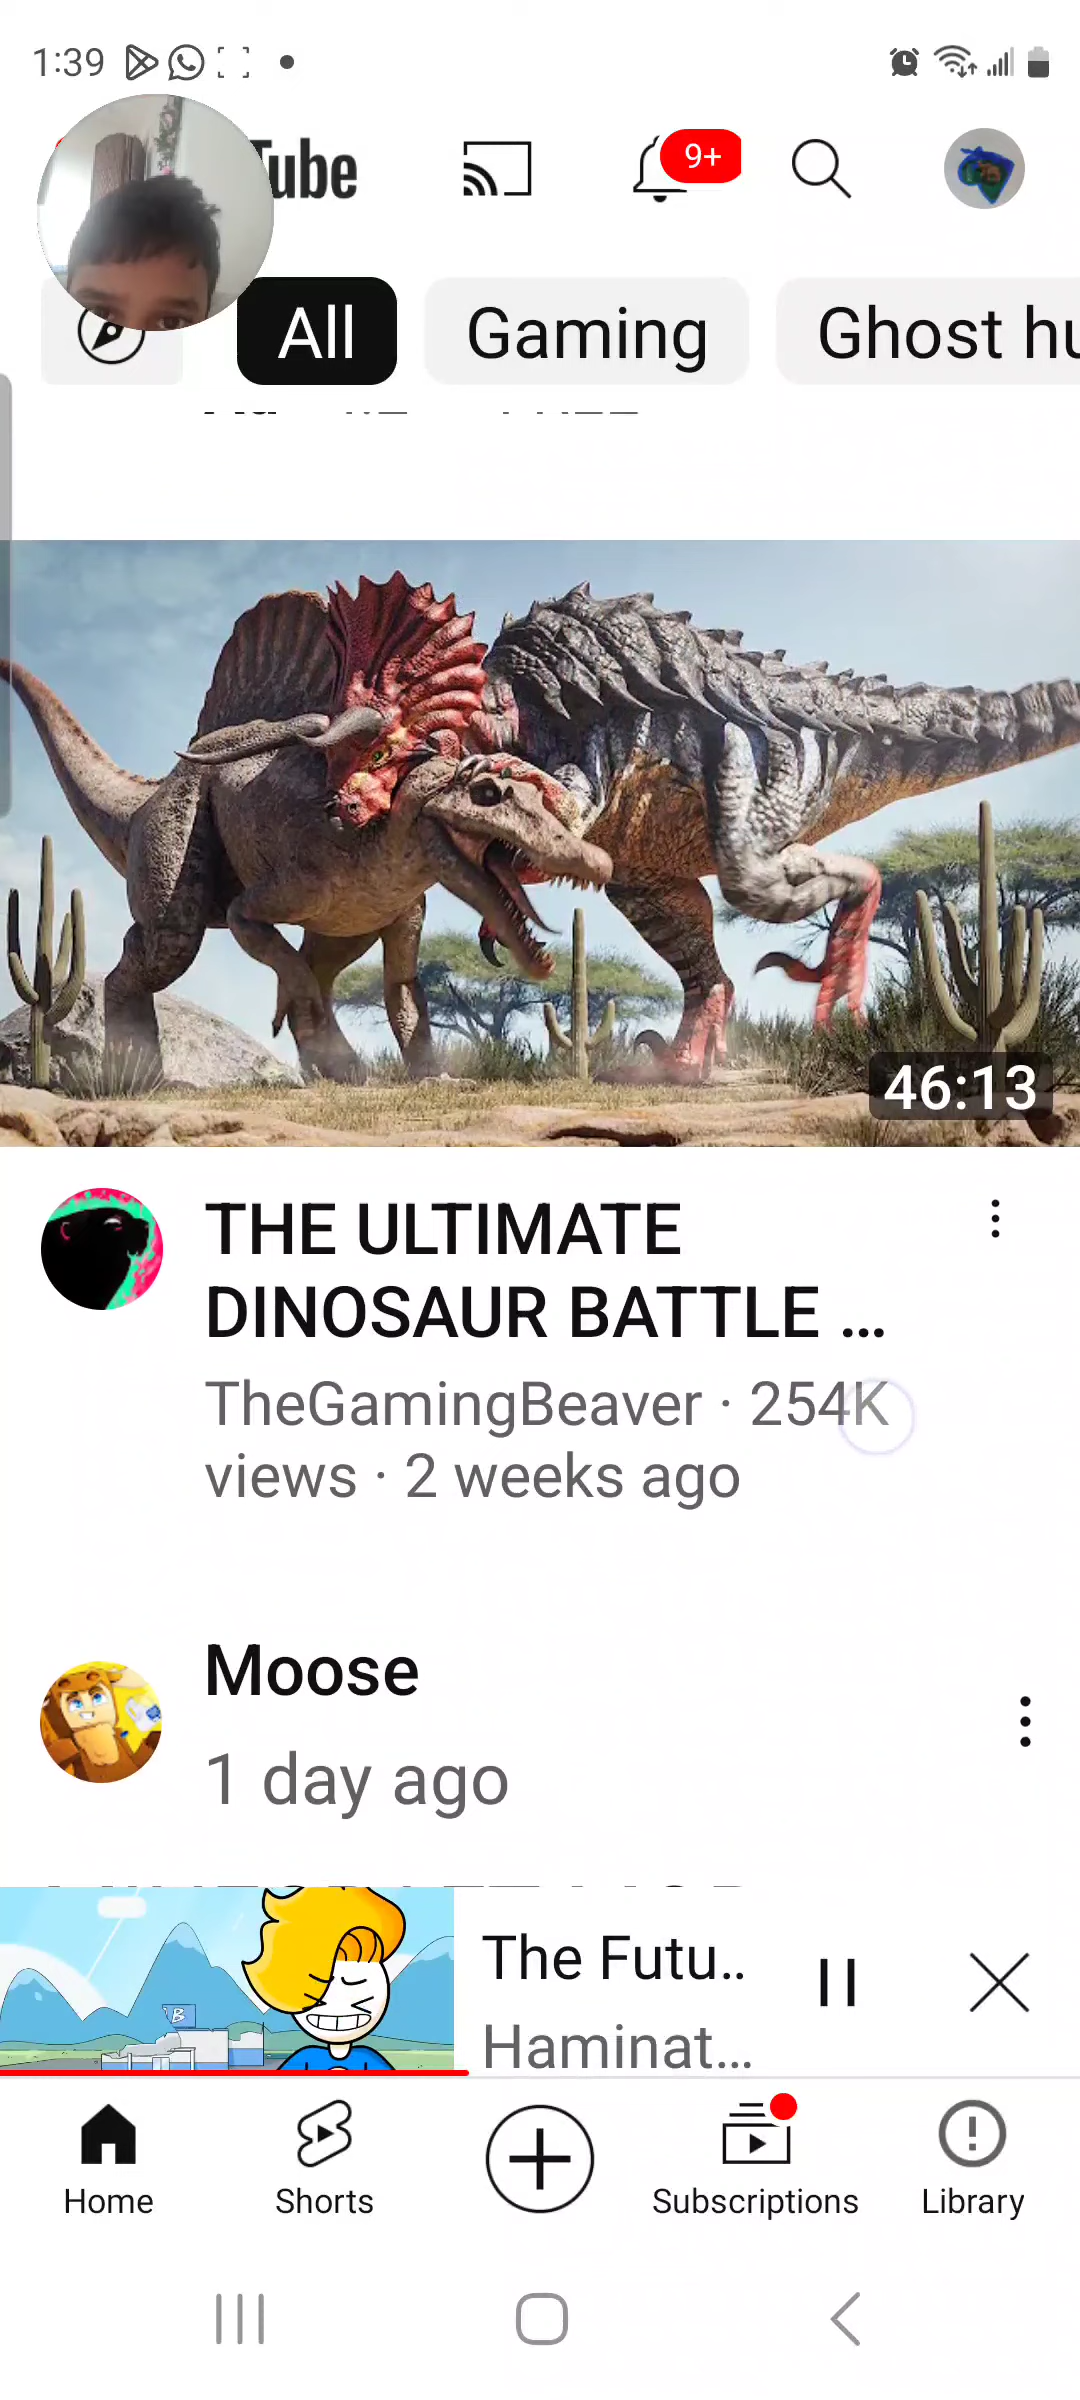 1:39
Tube
9+
All
Gaming
Ghost hu
46:13
THE ULTIMATE
DINOSAUR BATTLE ...
TheGamingBeaver · 254K
views · 2 weeks ago
Moose
1 day ago
B
The Futu..
Haminat...
Home
Shorts
Subscriptions
Library